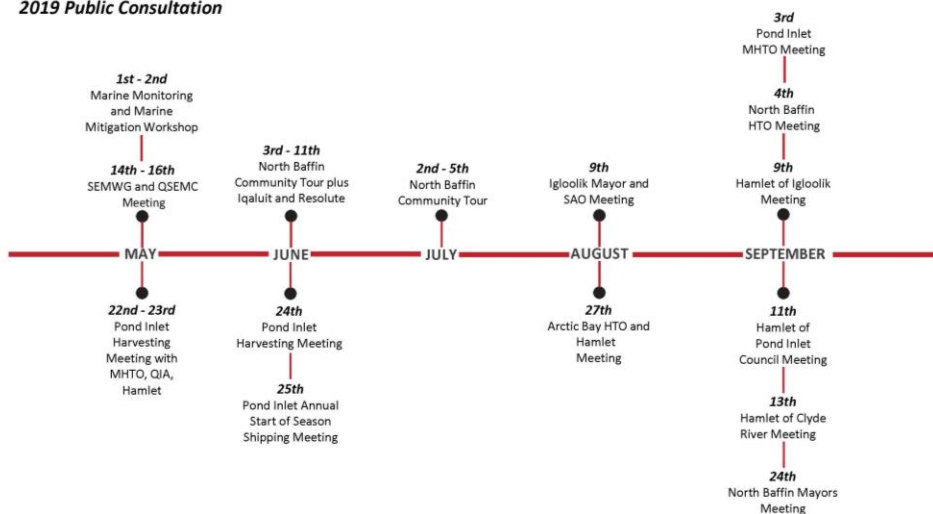 2019 Public Consultation
1st - 2nd
Marine Monitoring
and Marine
Mitigation Workshop
14th - 16th
SEMWG and QSEMC
Meeting
MAY
22nd - 23rd
Pond Inlet
Harvesting
Meeting with
MHTO, QIA,
Hamlet
3rd - 11th
North Baffin
Community Tour plus
Iqaluit and Resolute
JUNE
24th
Pond Inlet
Harvesting Meeting
25th
Pond Inlet Annual
Start of Season
Shipping Meeting
2nd - 5th
North Baffin
Community Tour
JULY
9th
Igloolik Mayor and
SAO Meeting
AUGUST
27th
Arctic Bay HTO and
Hamlet
Meeting
3rd
Pond Inlet
MHTO Meeting
4th
North Baffin
HTO Meeting
9th
Hamlet of Igloolik
Meeting
SEPTEMBER
11th
Hamlet of
Pond Inlet
Council Meeting
13th
Hamlet of Clyde
River Meeting
24th
North Baffin Mayors
Meeting